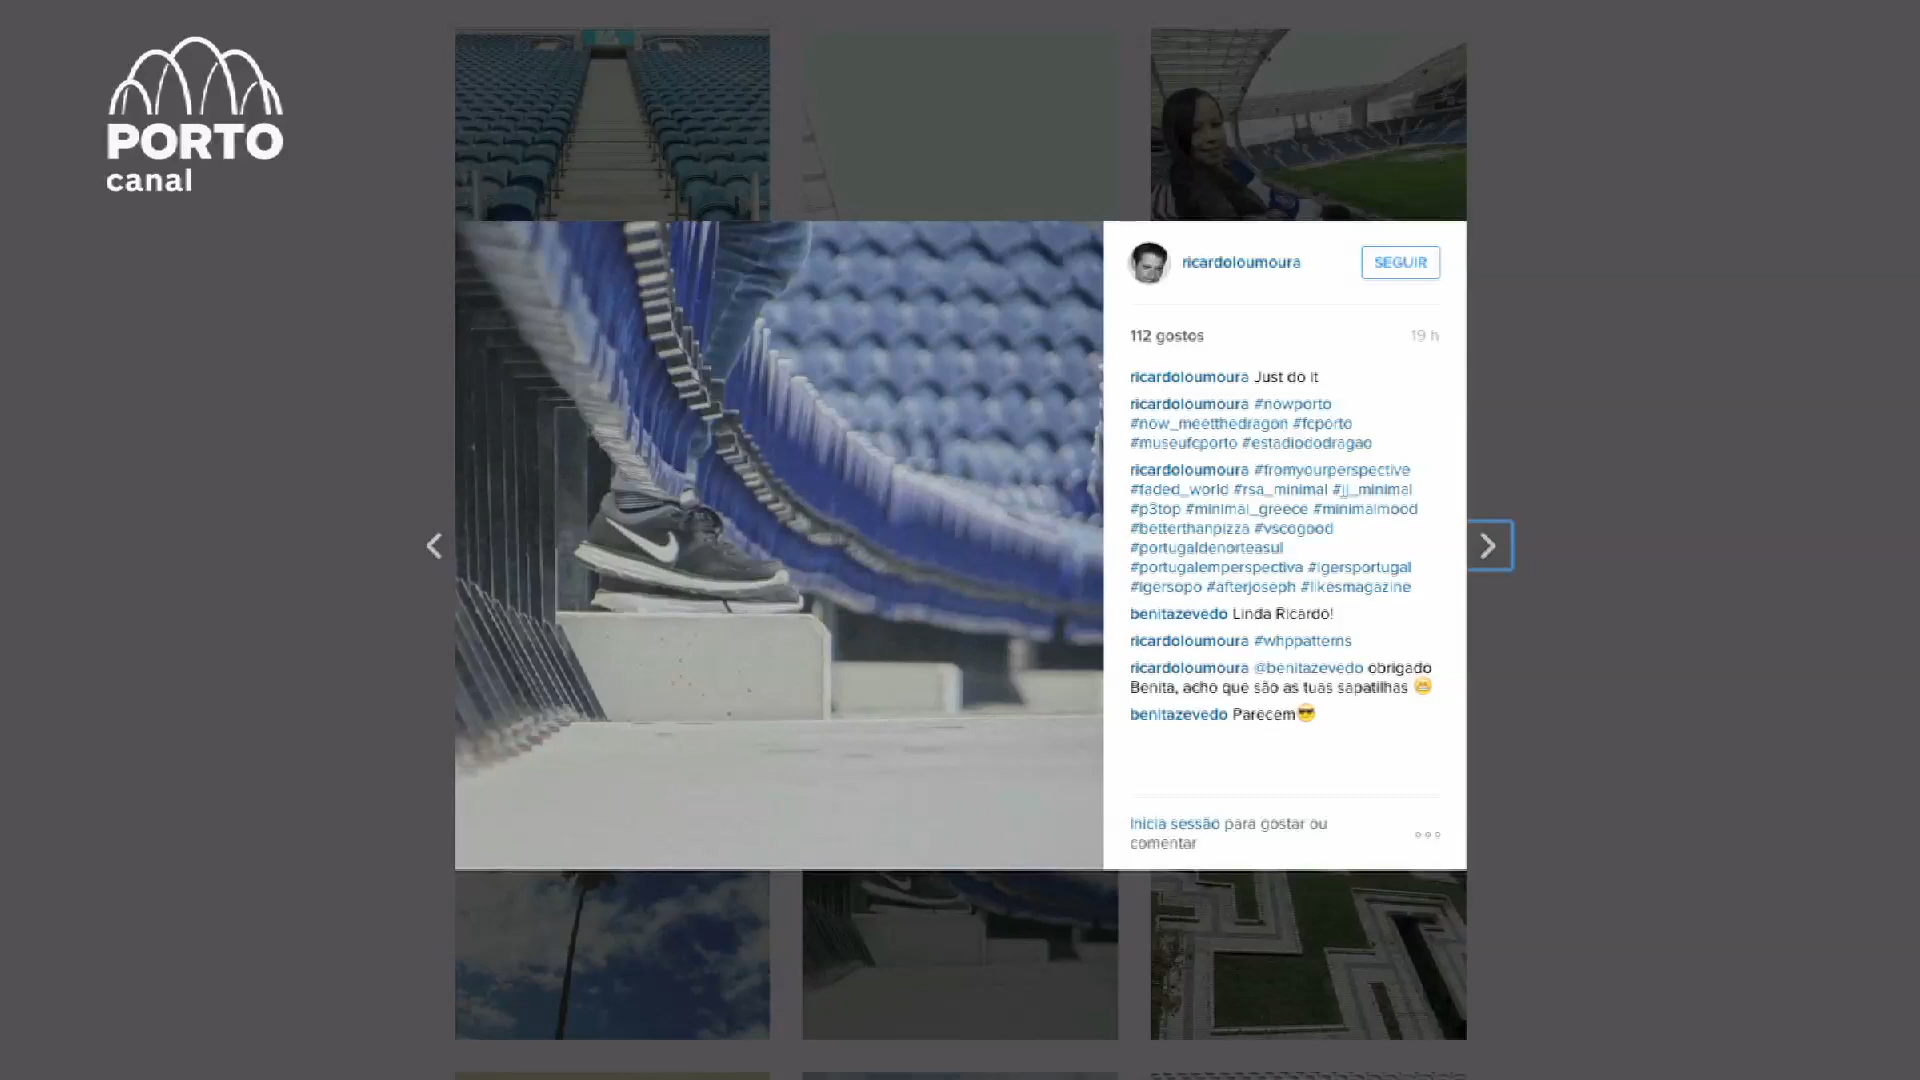 PORTO
canal
ricardoloumoura
SEGUIR
112 gostos
19 h
ricardoloumoura Just do it
ricardoloumoura #nowporto
#now_meetthedragon #fcporto
#museufcporto #estadiododragao
ricardoloumoura #fromyourperspective
#faded_world #rsa_minimal #jj_minimal
#p3top #minimal_greece #minimalmood
#betterthanpizza #vscogood
#portugaldenorteasul
#portugalemperspectiva #igersportugal
#igersopo #afterjoseph #likesmagazine
benitazevedo Linda Ricardo!
ricardoloumoura #whppatterns
ricardoloumoura @benitazevedo obrigado
Benita, acho que são as tuas sapatilhas 😁
benitazevedo Parecem😎
Inicia sessão para gostar ou
comentar